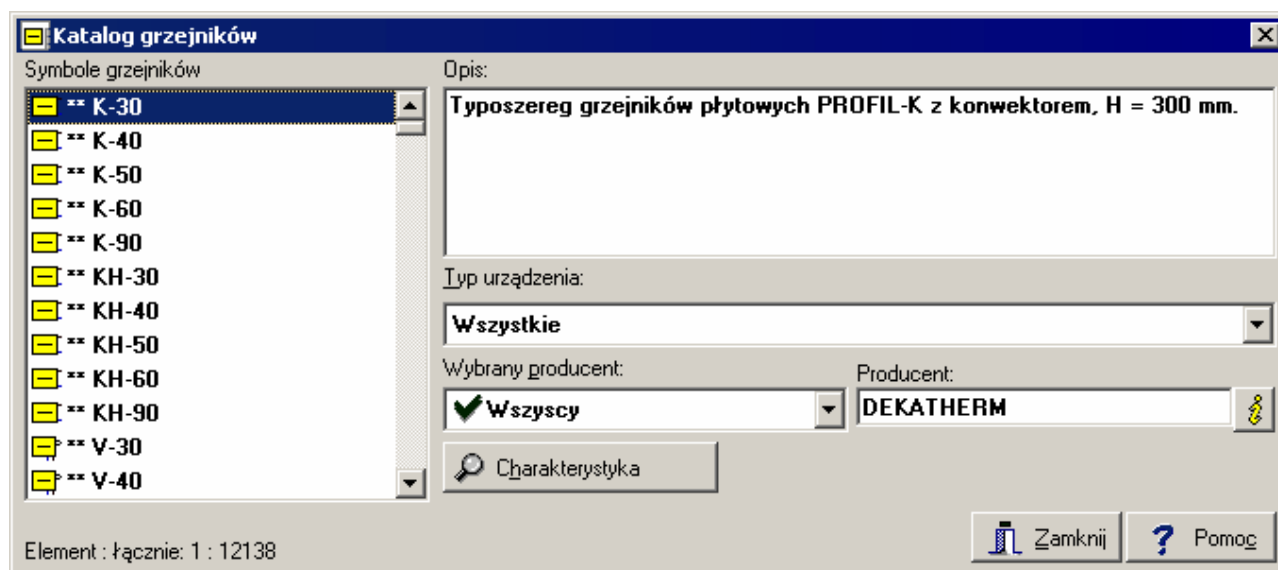 Katalog grzejników
Symbole grzejników
** K-30
** K-40
** K-50
** K-60
** K-90
** KH-30
** KH-40
** KH-50
** KH-60
** KH-90
** V-30
** V-40
Element : łącznie: 1 : 12138
Opis:
Typoszereg grzejników płytowych PROFIL-K z konwektorem, H = 300 mm.
Typ urządzenia:
Wszystkie
Wybrany producent:
Wszyscy
Producent:
DEKATHERM
Charakterystyka
Zamknij
Pomoc